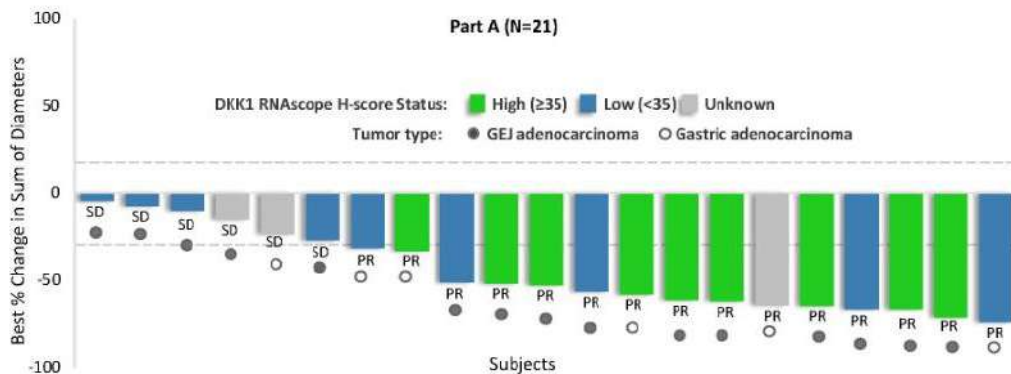 100
Part A (N=21)
50
DKK1 RNAscope H-score Status: High (≥35) Low (<35) Unknown
Tumor type: GEJ adenocarcinoma Gastric adenocarcinoma
0
SD SD SD SD SD SD PR PR PR PR PR PR PR PR PR PR PR PR PR PR PR
-50
-100
Subjects
Best % Change in Sum of Diameters